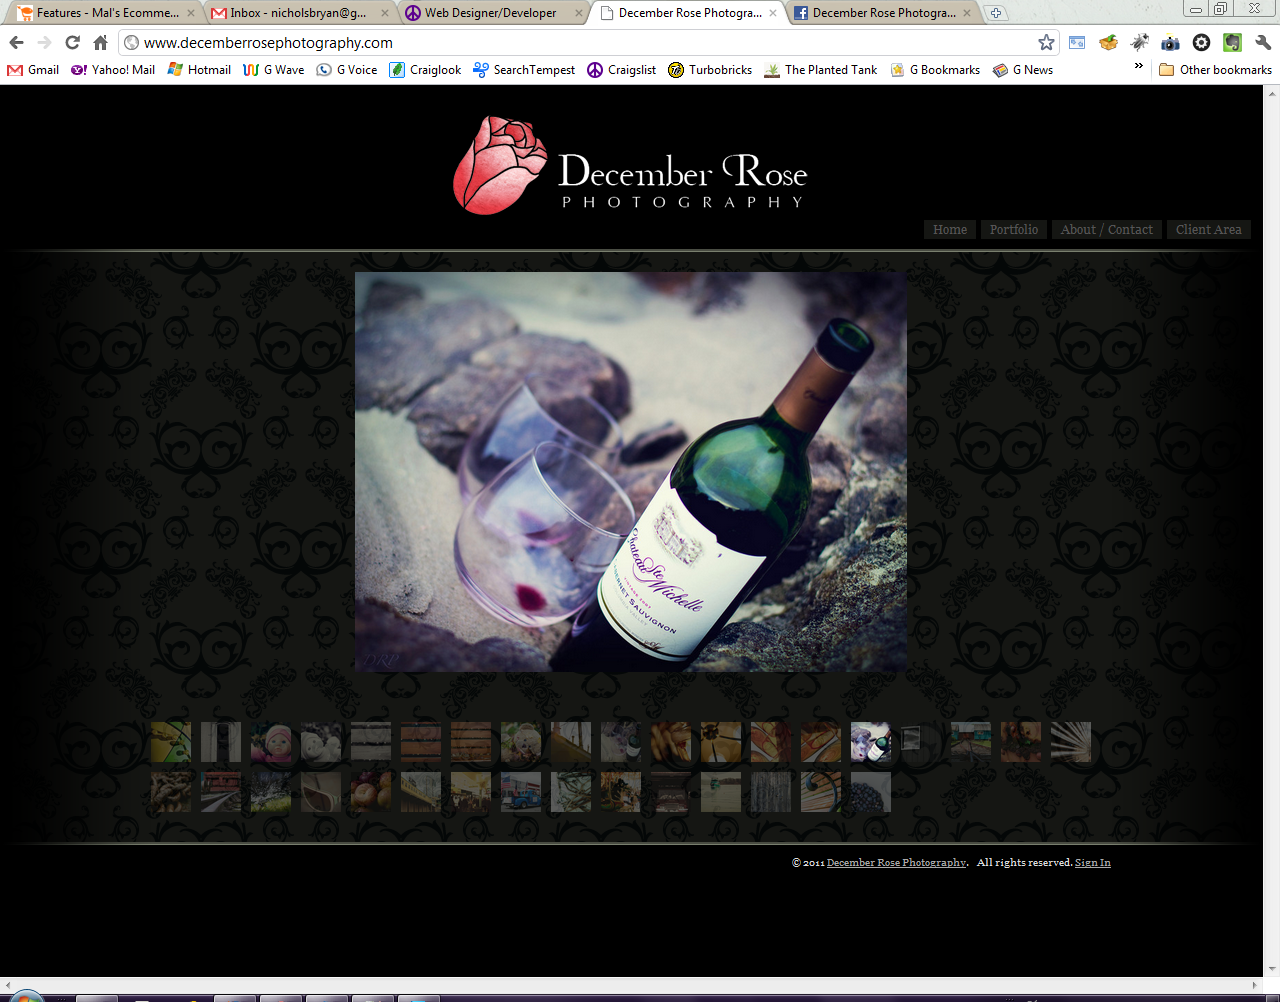 Features - Mal's Ecomme...
Inbox - nicholsbryan@g...
Web Designer/Developer
December Rose Photogra...
December Rose Photogra...
www.decemberrosephotography.com
Gmail
Yahoo! Mail
Hotmail
G Wave
G Voice
Craiglook
SearchTempest
Craigslist
Turbobricks
The Planted Tank
G Bookmarks
G News
»
Other bookmarks
December Rose
PHOTOGRAPHY
Home
Portfolio
About / Contact
Client Area
Chateau
Ste Michelle
VINTAGE 2007
CABERNET SAUVIGNON
DRP
© 2011 December Rose Photography. All rights reserved. Sign In